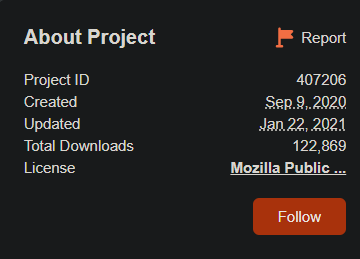 About Project
Report
Project ID 407206
Created Sep 9, 2020
Updated Jan 22, 2021
Total Downloads 122,869
License Mozilla Public ...
Follow